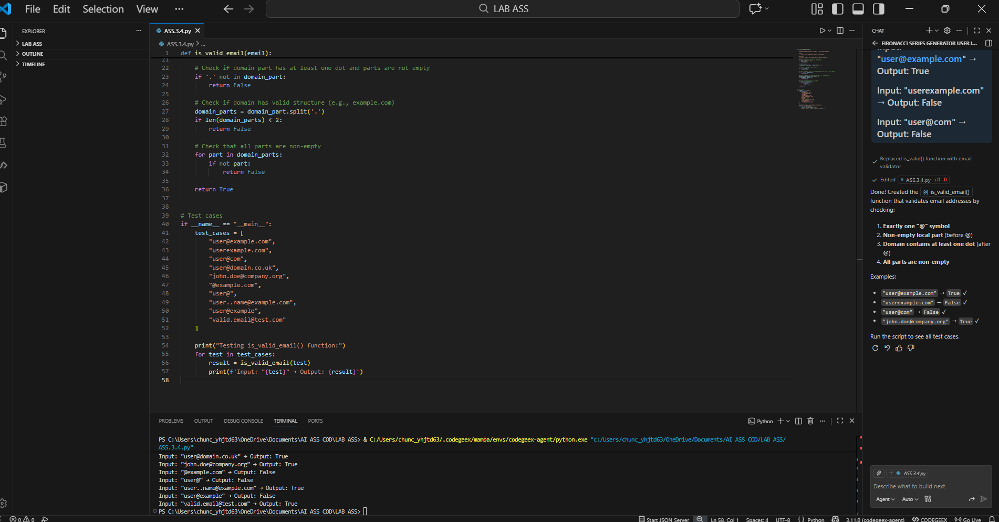 File Edit Selection View ···
LAB ASS
EXPLORER ···
LAB ASS
OUTLINE
TIMELINE
ASS.3.4.py
ASS.3.4.py > ...
1 def is_valid_email(email):
21
22 # Check if domain part has at least one dot and parts are not empty
23 if '.' not in domain_part:
24 return False
25
26 # Check if domain has valid structure (e.g., example.com)
27 domain_parts = domain_part.split('.')
28 if len(domain_parts) < 2:
29 return False
30
31 # Check that all parts are non-empty
32 for part in domain_parts:
33 if not part:
34 return False
35
36 return True
37
38
39 # Test cases
40 if __name__ == "__main__":
41 test_cases = [
42 "user@example.com",
43 "userexample.com",
44 "user@com",
45 "user@domain.co.uk",
46 "john.doe@company.org",
47 "@example.com",
48 "user@",
49 "user..name@example.com",
50 "user@example",
51 "valid.email@test.com"
52 ]
53
54 print("Testing is_valid_email() function:")
55 for test in test_cases:
56 result = is_valid_email(test)
57 print(f'Input: "{test}" → Output: {result}')
58
PROBLEMS OUTPUT DEBUG CONSOLE TERMINAL PORTS
Python
PS C:\Users\chunc_yhjtd63\OneDrive\Documents\AI ASS COD\LAB ASS> & C:/Users/chunc_yhjtd63/.codegeex/mamba/envs/codegeex-agent/python.exe "c:/Users/chunc_yhjtd63/OneDrive/Documents/AI ASS COD/LAB ASS/
ASS.3.4.py"
Input: "user@domain.co.uk" → Output: True
Input: "john.doe@company.org" → Output: True
Input: "@example.com" → Output: False
Input: "user@" → Output: False
Input: "user..name@example.com" → Output: True
Input: "user@example" → Output: False
Input: "valid.email@test.com" → Output: True
PS C:\Users\chunc_yhjtd63\OneDrive\Documents\AI ASS COD\LAB ASS>
CHAT
FIBONACCI SERIES GENERATOR USER I...
Input:
"user@example.com" →
Output: True
Input: "userexample.com"
→ Output: False
Input: "user@com" →
Output: False
Replaced is_valid() function with email
validator
Edited ASS.3.4.py +0 -0
Done! Created the is_valid_email()
function that validates email addresses by
checking:
1. Exactly one "@" symbol
2. Non-empty local part (before @)
3. Domain contains at least one dot (after
@)
4. All parts are non-empty
Examples:
• "user@example.com" → True ✓
• "userexample.com" → False ✓
• "user@com" → False ✓
• "john.doe@company.org" → True ✓
Run the script to see all test cases.
ASS.3.4.py
Describe what to build next
Agent Auto
0 0 Start JSON Server Ln 58, Col 1 Spaces: 4 UTF-8 { } Python 3.11.0 (codegeex-agent) CODEGEEX Go Live